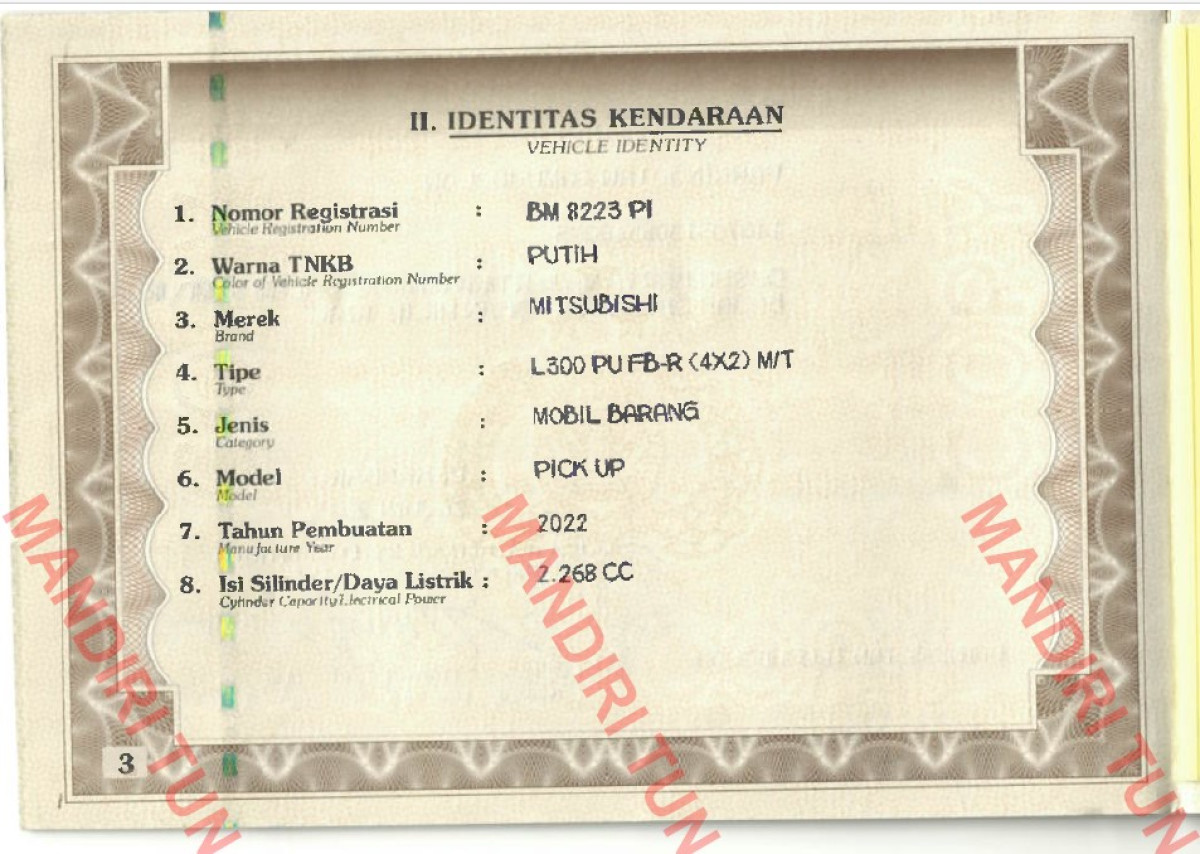 II. IDENTITAS KENDARAAN
VEHICLE IDENTITY
1. Nomor Registrasi : BM 8223 PI
Vehicle Registration Number
2. Warna TNKB : PUTIH
Color of Vehicle Registration Number
3. Merek : MITSUBISHI
Brand
4. Tipe : L300 PU FB-R (4X2) M/T
Type
5. Jenis : MOBIL BARANG
Category
6. Model : PICK UP
Model
7. Tahun Pembuatan : 2022
Manufacture Year
8. Isi Silinder/Daya Listrik : 2.268 CC
Cylinder Capacity/Electrical Power
3
MANDIRI TUN
MANDIRI TUN
MANDIRI TUN